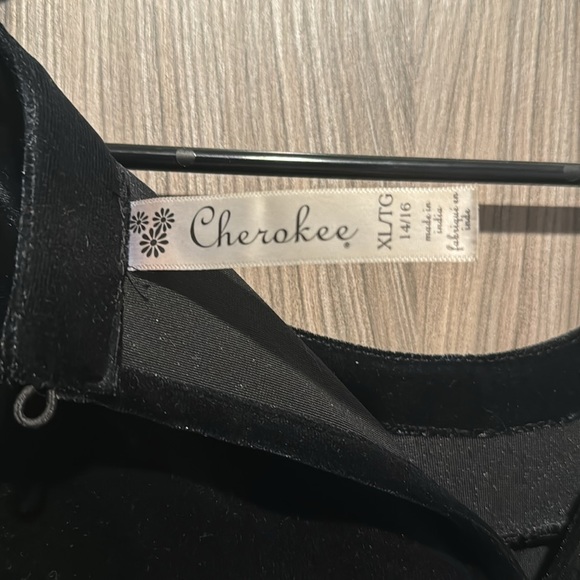 Cherokee®
XL/TG
14/16
made in
india
fabriqué en
inde